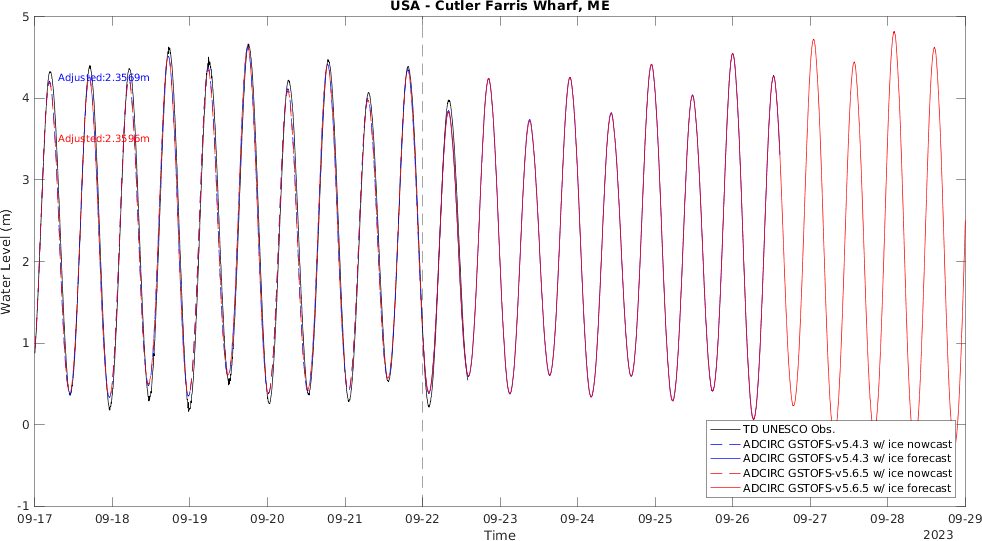 USA - Cutler Farris Wharf, ME
5
4
3
2
1
0
-1
Water Level (m)
Adjusted:2.3569m
Adjusted:2.3596m
TD UNESCO Obs.
ADCIRC GSTOFS-v5.4.3 w/ ice nowcast
ADCIRC GSTOFS-v5.4.3 w/ ice forecast
ADCIRC GSTOFS-v5.6.5 w/ ice nowcast
ADCIRC GSTOFS-v5.6.5 w/ ice forecast
09-17 09-18 09-19 09-20 09-21 09-22 09-23 09-24 09-25 09-26 09-27 09-28 09-29
Time
2023